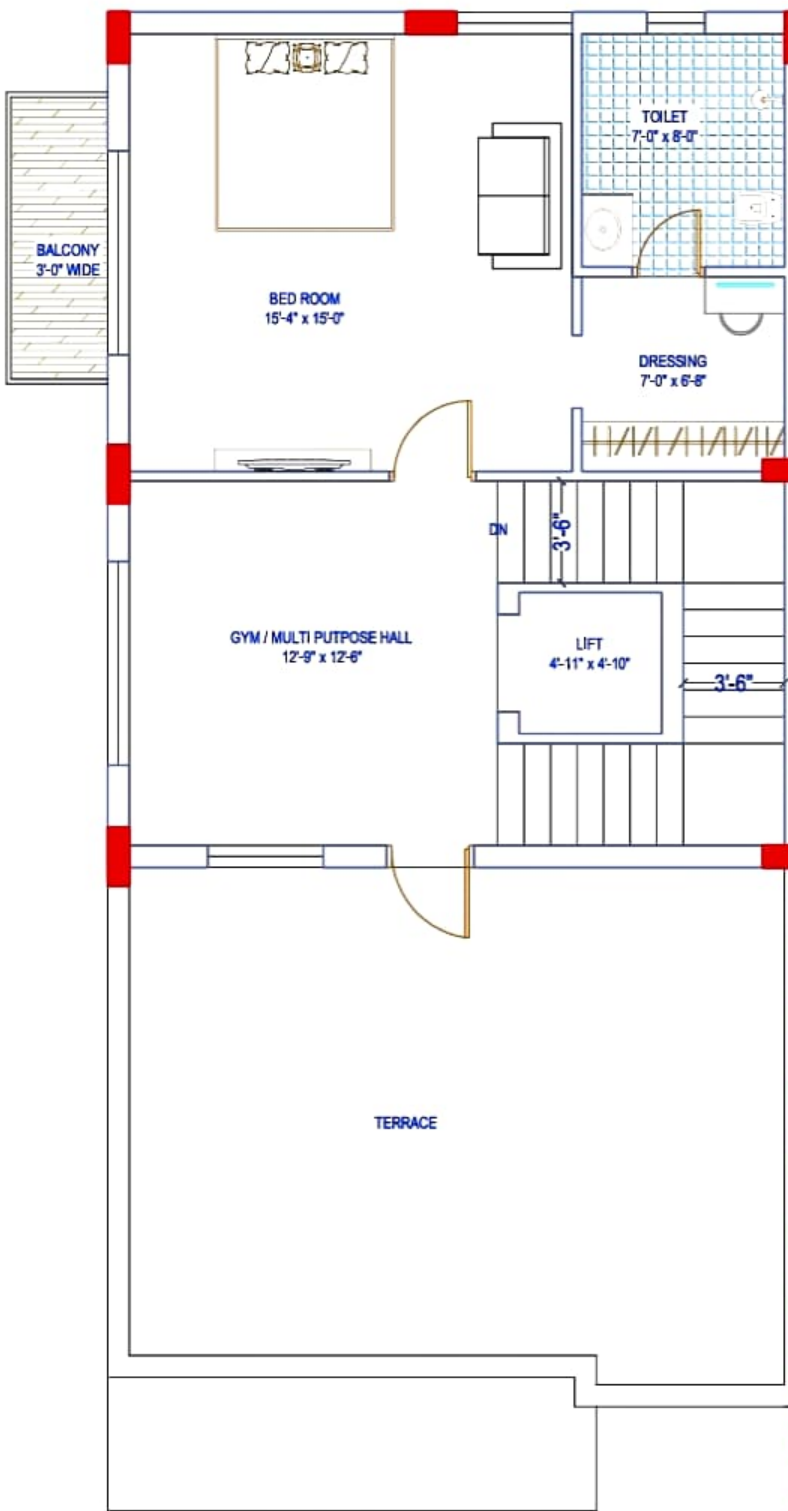 TOILET
7'-0" x 8'-0"
BALCONY
3'-0" WIDE
BED ROOM
15'-4" x 15'-0"
DRESSING
7'-0" x 6'-8"
DN
3'-6"
GYM / MULTI PUTPOSE HALL
12'-9" x 12'-6"
LIFT
4'-11" x 4'-10"
3'-6"
TERRACE